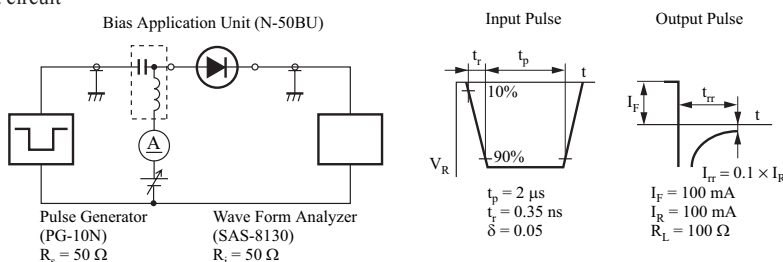 circuit
Bias Application Unit (N-50BU)
A
Pulse Generator
(PG-10N)
R_s = 50 Ω
Wave Form Analyzer
(SAS-8130)
R_i = 50 Ω
Input Pulse
t_r
t_p
t
10%
90%
V_R
t_p = 2 μs
t_r = 0.35 ns
δ = 0.05
Output Pulse
I_F
t_rr
t
I_rr = 0.1 × I_R
I_F = 100 mA
I_R = 100 mA
R_L = 100 Ω